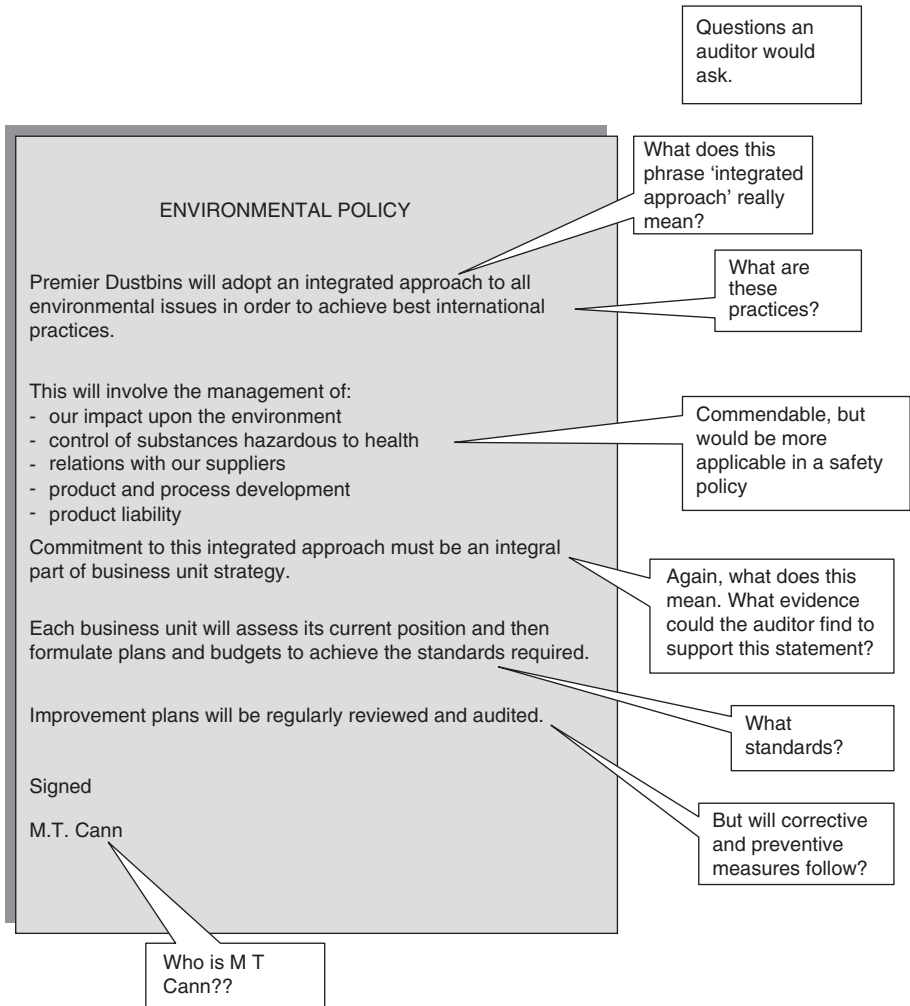 Questions an
auditor would
ask.
What does this
phrase ‘integrated
approach’ really
mean?
ENVIRONMENTAL POLICY
Premier Dustbins will adopt an integrated approach to all
environmental issues in order to achieve best international
practices.
What are
these
practices?
This will involve the management of:
- our impact upon the environment
- control of substances hazardous to health
- relations with our suppliers
- product and process development
- product liability
Commendable, but
would be more
applicable in a safety
policy
Commitment to this integrated approach must be an integral
part of business unit strategy.
Again, what does this
mean. What evidence
could the auditor find to
support this statement?
Each business unit will assess its current position and then
formulate plans and budgets to achieve the standards required.
What
standards?
Improvement plans will be regularly reviewed and audited.
But will corrective
and preventive
measures follow?
Signed
M.T. Cann
Who is M T
Cann??